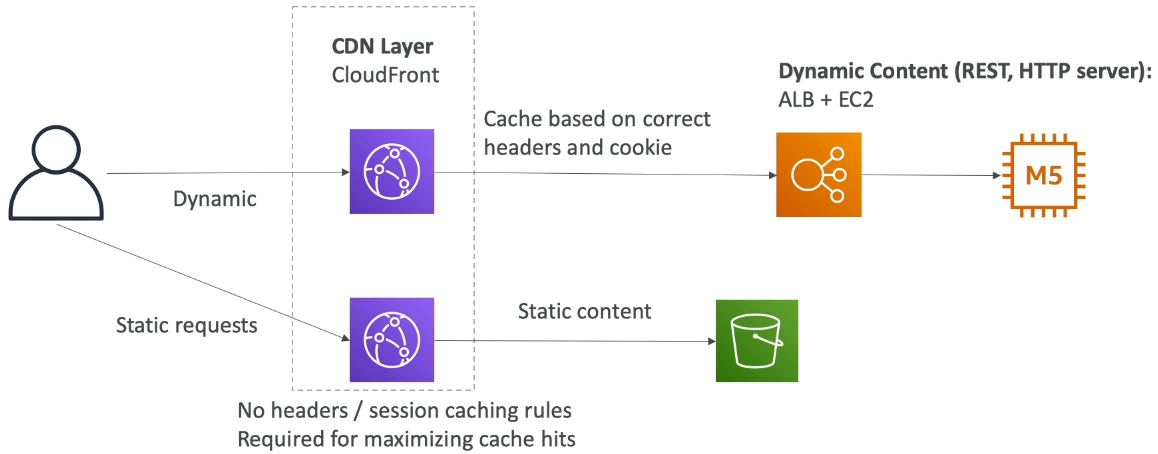 CDN Layer
CloudFront
Dynamic Content (REST, HTTP server):
ALB + EC2
Cache based on correct
headers and cookie
M5
Dynamic
Static requests
Static content
No headers / session caching rules
Required for maximizing cache hits